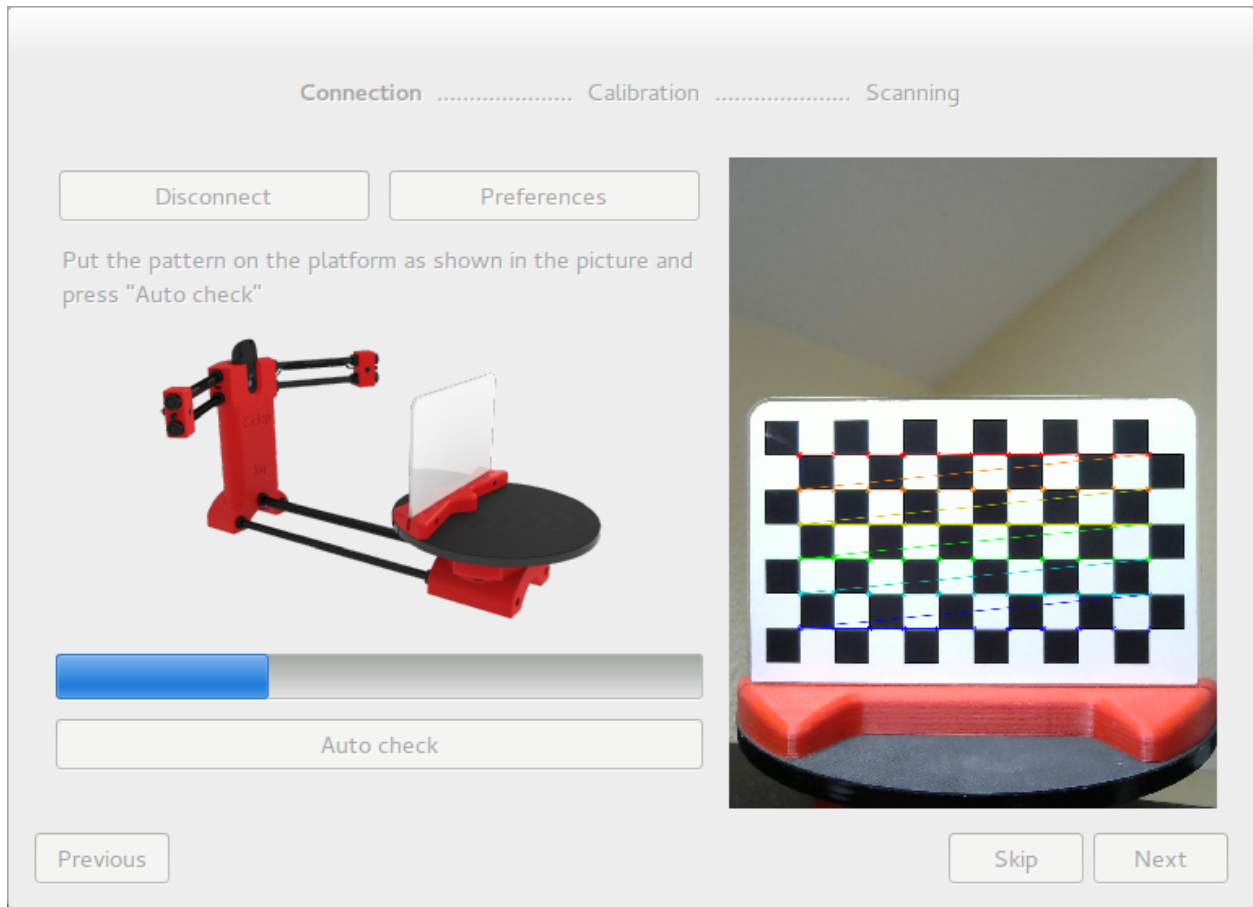 Connection ..................... Calibration ..................... Scanning
Disconnect
Preferences
Put the pattern on the platform as shown in the picture and
press "Auto check"
Ciclop
Auto check
Previous
Skip
Next